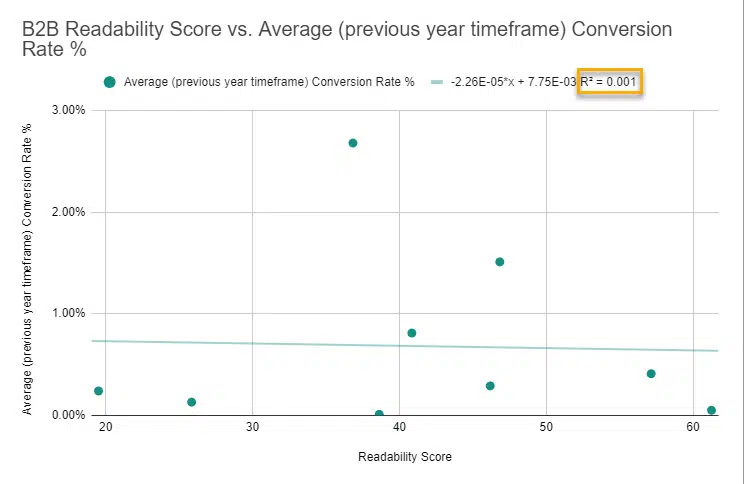 B2B Readability Score vs. Average (previous year timeframe) Conversion
Rate %
Average (previous year timeframe) Conversion Rate %
-2.26E-05*x + 7.75E-03 R² = 0.001
Average (previous year timeframe) Conversion Rate %
3.00%
2.00%
1.00%
0.00%
20 30 40 50 60
Readability Score